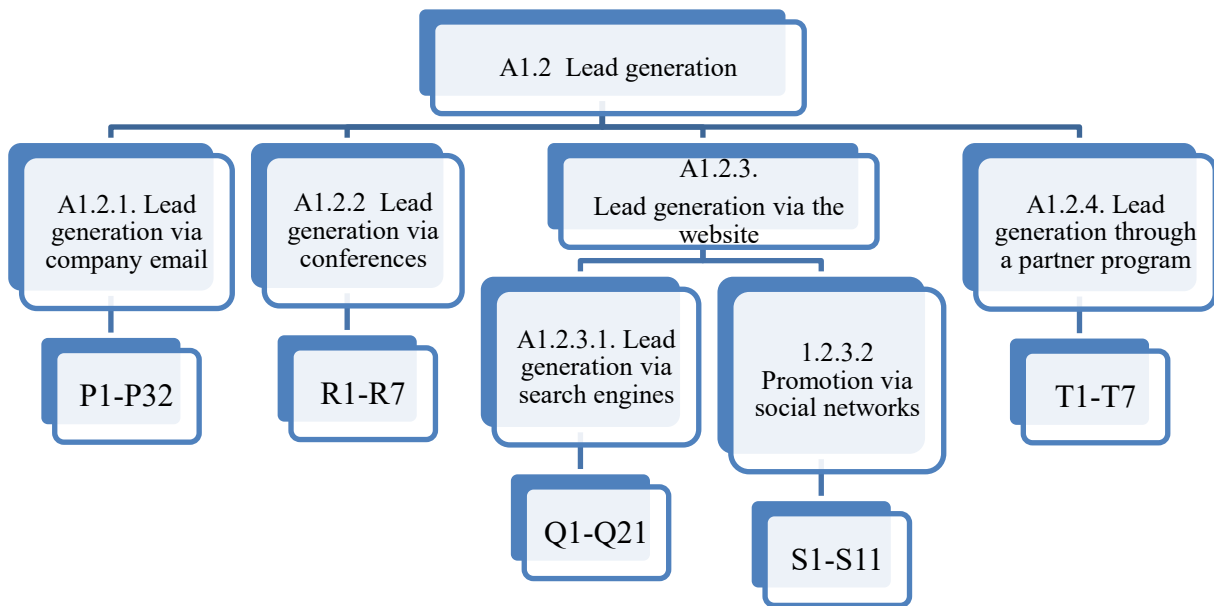 A1.2 Lead generation
A1.2.1. Lead
generation via
company email
A1.2.2 Lead
generation via
conferences
A1.2.3.
Lead generation via the
website
A1.2.4. Lead
generation through
a partner program
P1-P32
R1-R7
A1.2.3.1. Lead
generation via
search engines
1.2.3.2
Promotion via
social networks
T1-T7
Q1-Q21
S1-S11